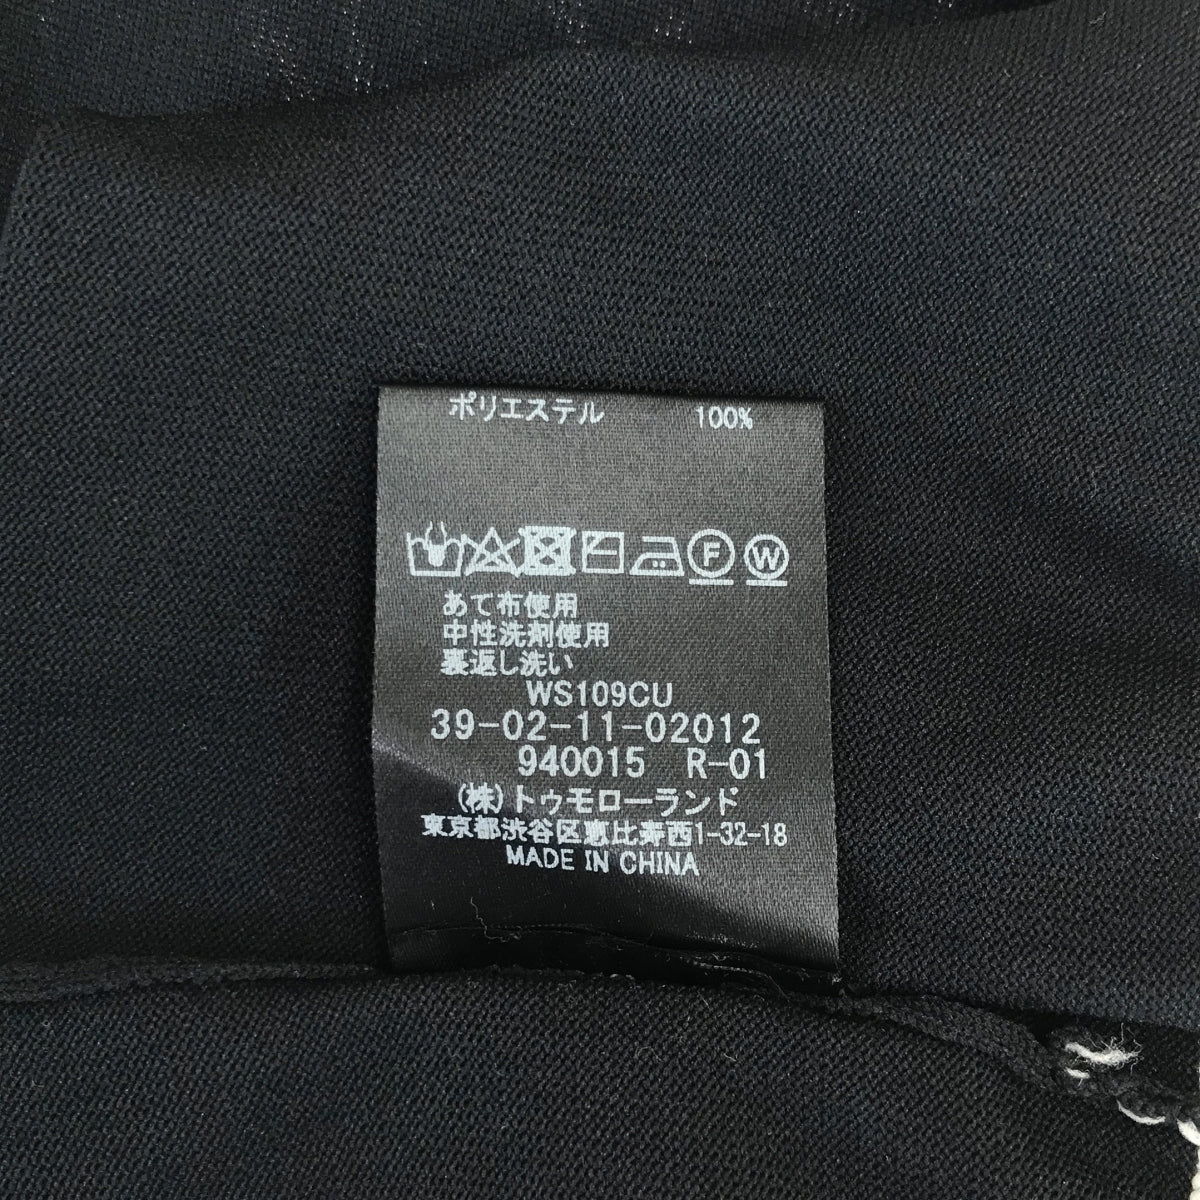 ポリエステル 100%
F W
あて布使用
中性洗剤使用
裏返し洗い
WS109CU
39-02-11-02012
940015 R-01
(株)トゥモローランド
東京都渋谷区恵比寿西1-32-18
MADE IN CHINA